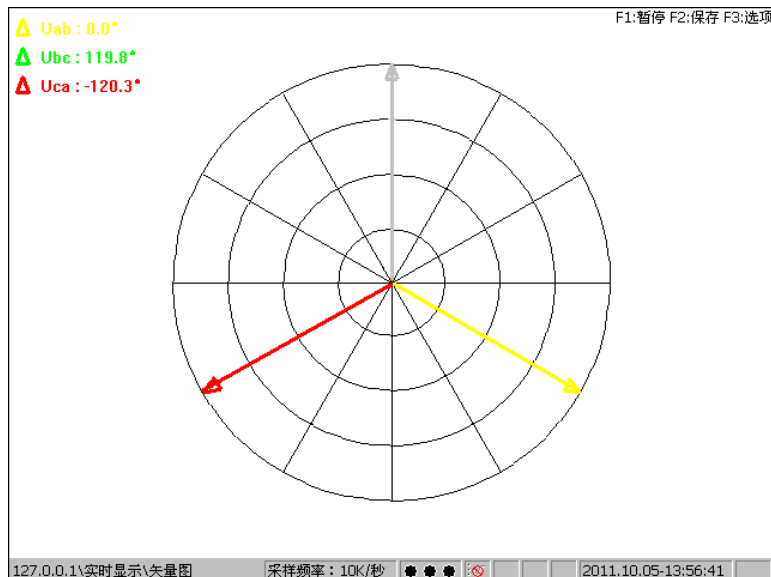 F1:暂停 F2:保存 F3:选项
Uab : 0.0°
Ubc : 119.8°
Uca : -120.3°
127.0.0.1\实时显示\矢量图 采样频率：10K/秒 2011.10.05-13:56:41